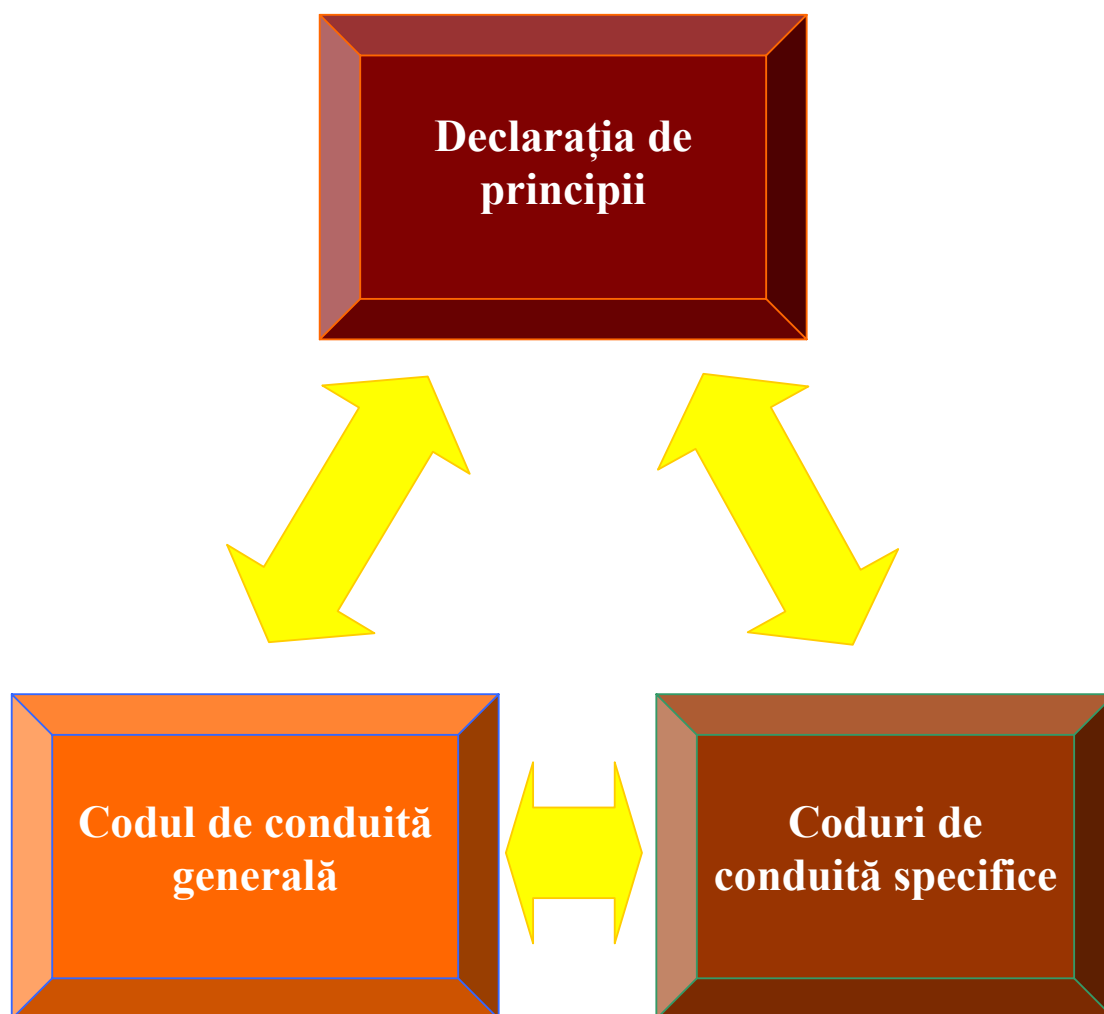 Declarația de
principii
Codul de conduită
generală
Coduri de
conduită specifice